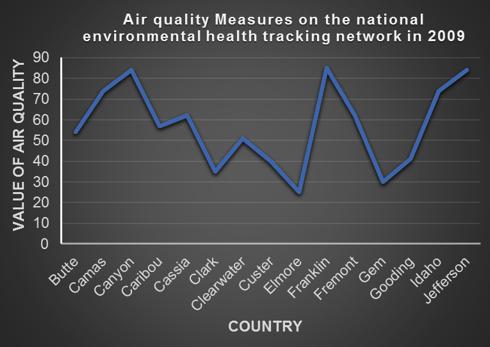 Air quality Measures on the national
environmental health tracking network in 2009
VALUE OF AIR QUALITY
90
80
70
60
50
40
30
20
10
0
Butte
Camas
Canyon
Caribou
Cassia
Clark
Clearwater
Custer
Elmore
Franklin
Fremont
Gem
Gooding
Idaho
Jefferson
COUNTRY